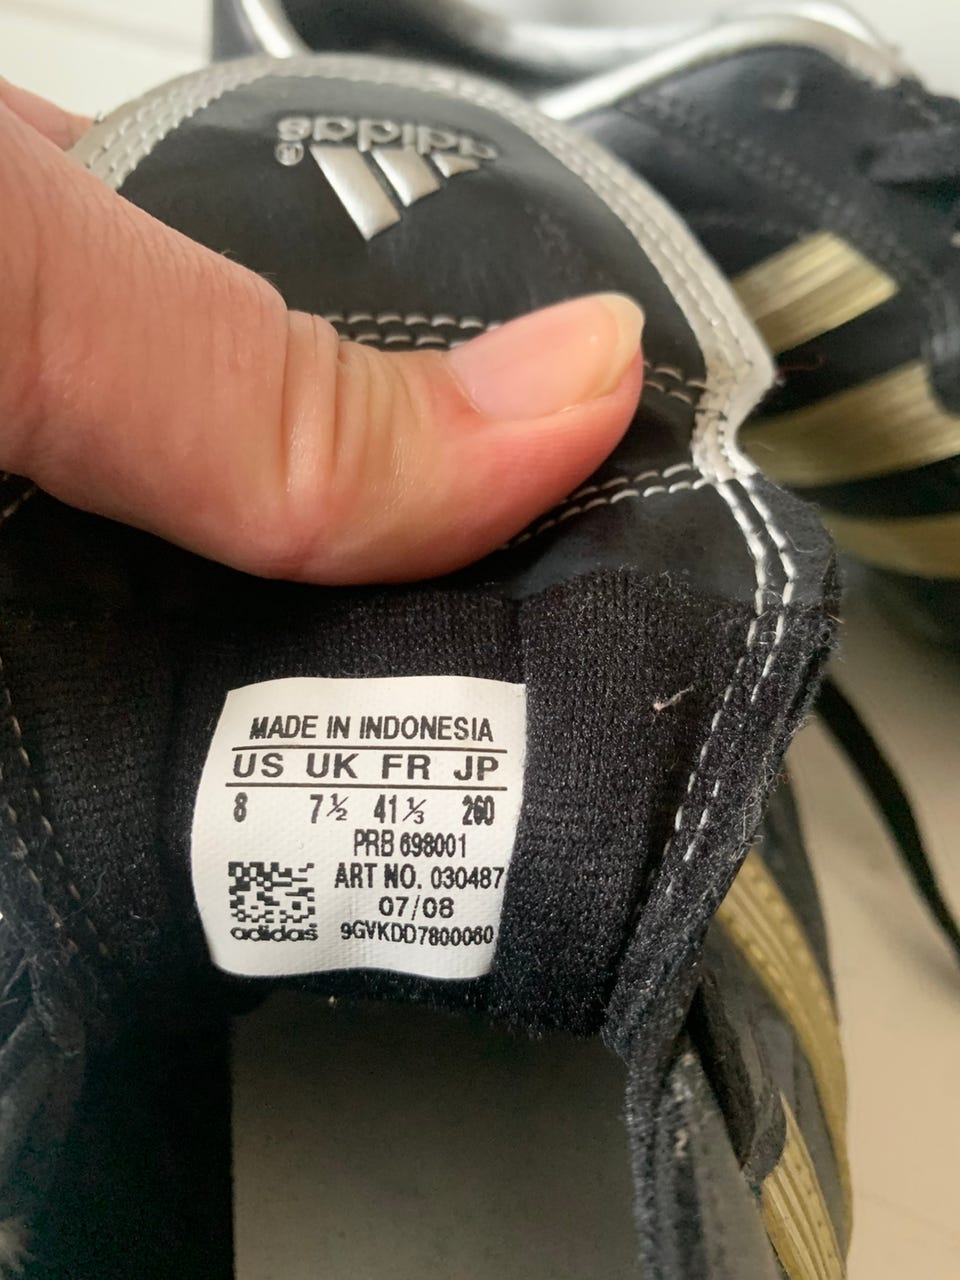 adidas®
MADE IN INDONESIA
US UK FR JP
8 7½ 41⅓ 260
PRB 698001
ART NO. 030487
07/08
adidas 9GVKDD7800060